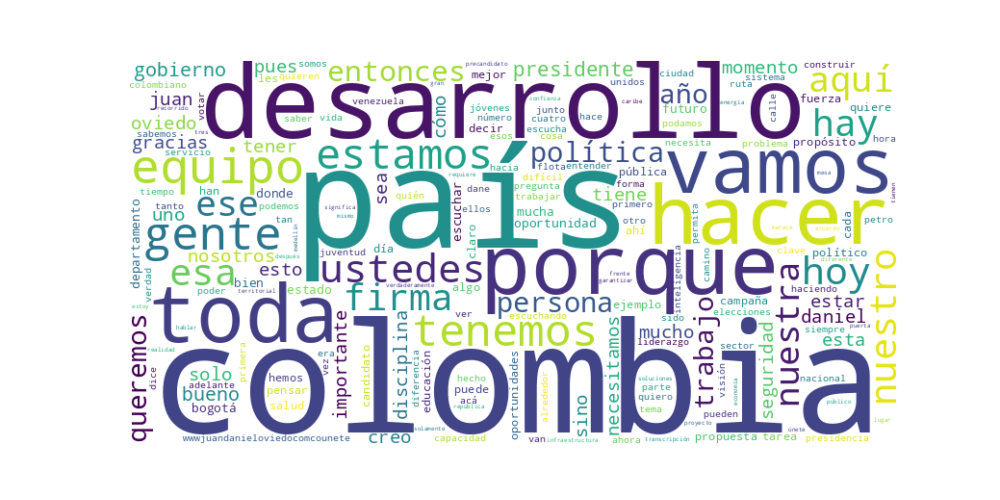 gobierno
pues
somos
les
quieren
precandidato
gran
mejor
entonces
presidente
ciudad
unidos
momento
sistema
ruta
construir
colombiano
juan
recorrido
votar
desarrollo
venezuela
cómo
jóvenes
número
junto
cuatro
hace
confianza
caribe
año
futuro
podamos
energía
calle
fuerza
aquí
quiere
oviedo
sabemos
tres
saber
vida
decir
esos
cosa
escucha
necesita
propósito
hay
hora
gracias
servicio
tener
estamos
política
problema
equipo
país
sea
hacia
flota
entender
pública
vamos
requiere
difícil
dane
pregunta
forma
tiene
tiempo
han
donde
quién
trabajar
tienen
tanto
ese
podemos
significa
mismo
escuchar
ellos
mucha
oportunidad
primero
otro
ahí
hacer
permita
cada
petro
departamento
uno
gente
tan
medellín
claro
nosotros
juventud
día
después
porque
frente
garantizar
inteligencia
camino
clave
político
diferente
verdad
esa
esto
bien
ustedes
verdaderamente
algo
hoy
haciendo
nuestro
poder
estado
territorial
firma
persona
ejemplo
campaña
estar
estoy
toda
ver
escuchando
sido
trabajo
elecciones
daniel
nuestra
hablar
era
vez
importante
disciplina
tenemos
mucho
liderazgo
siempre
puerta
esta
queremos
realidad
dice
primera
candidato
diferencia
educación
colombia
oportunidades
alrededor
necesitamos
sector
visión
seguridad
nacional
solo
adelante
hemos
pensar
hecho
puede
acá
república
soluciones
parte
quiero
economía
público
bueno
bogotá
salud
tema
pueden
lugar
solamente
sino
proyecto
únete
www​juandanieloviedocomcounete
creo
capacidad
van
infraestructura
ahora
transcripción
propuesta
tarea
presidencia